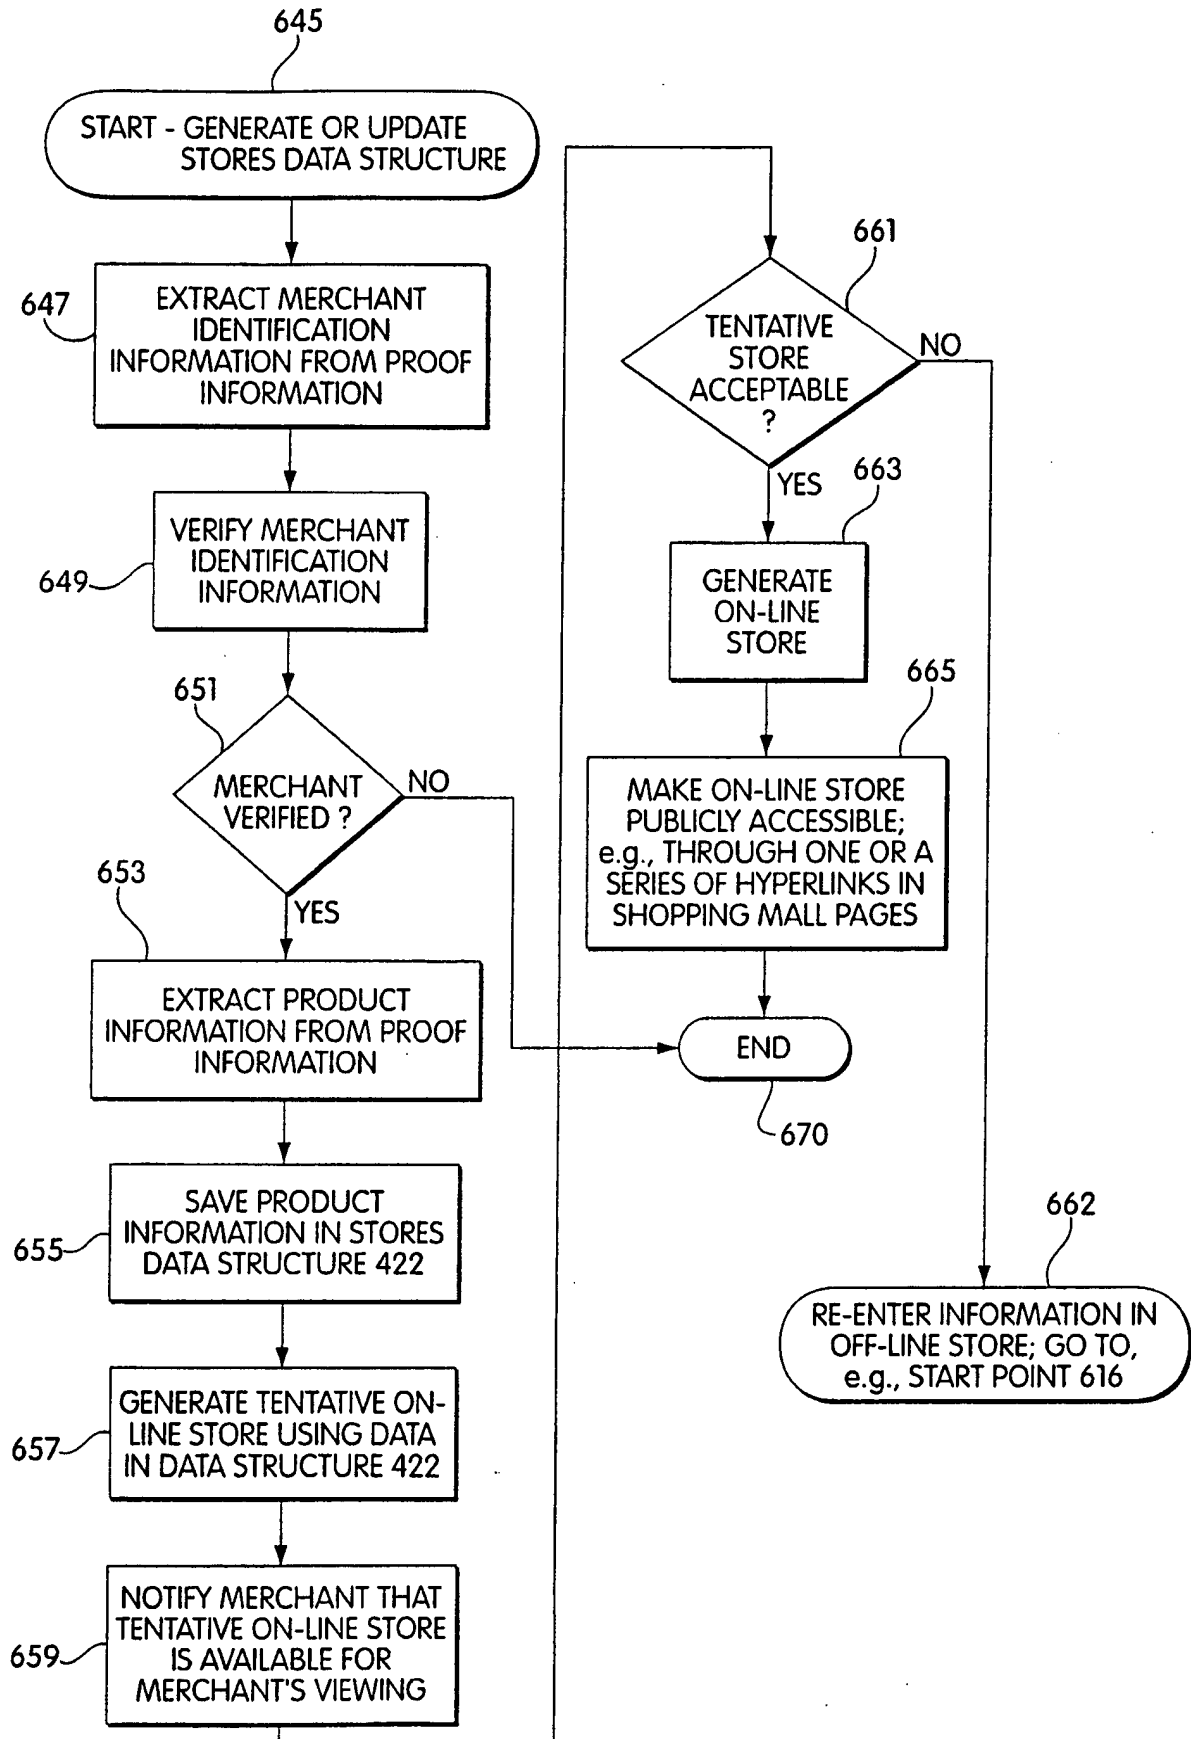 645
START - GENERATE OR UPDATE
STORES DATA STRUCTURE
647
EXTRACT MERCHANT
IDENTIFICATION
INFORMATION FROM PROOF
INFORMATION
649
VERIFY MERCHANT
IDENTIFICATION
INFORMATION
651
MERCHANT
VERIFIED ?
NO
YES
653
EXTRACT PRODUCT
INFORMATION FROM PROOF
INFORMATION
655
SAVE PRODUCT
INFORMATION IN STORES
DATA STRUCTURE 422
657
GENERATE TENTATIVE ON-
LINE STORE USING DATA
IN DATA STRUCTURE 422
659
NOTIFY MERCHANT THAT
TENTATIVE ON-LINE STORE
IS AVAILABLE FOR
MERCHANT'S VIEWING
661
TENTATIVE
STORE
ACCEPTABLE
?
NO
YES
663
GENERATE
ON-LINE
STORE
665
MAKE ON-LINE STORE
PUBLICLY ACCESSIBLE;
e.g., THROUGH ONE OR A
SERIES OF HYPERLINKS IN
SHOPPING MALL PAGES
END
670
662
RE-ENTER INFORMATION IN
OFF-LINE STORE; GO TO,
e.g., START POINT 616